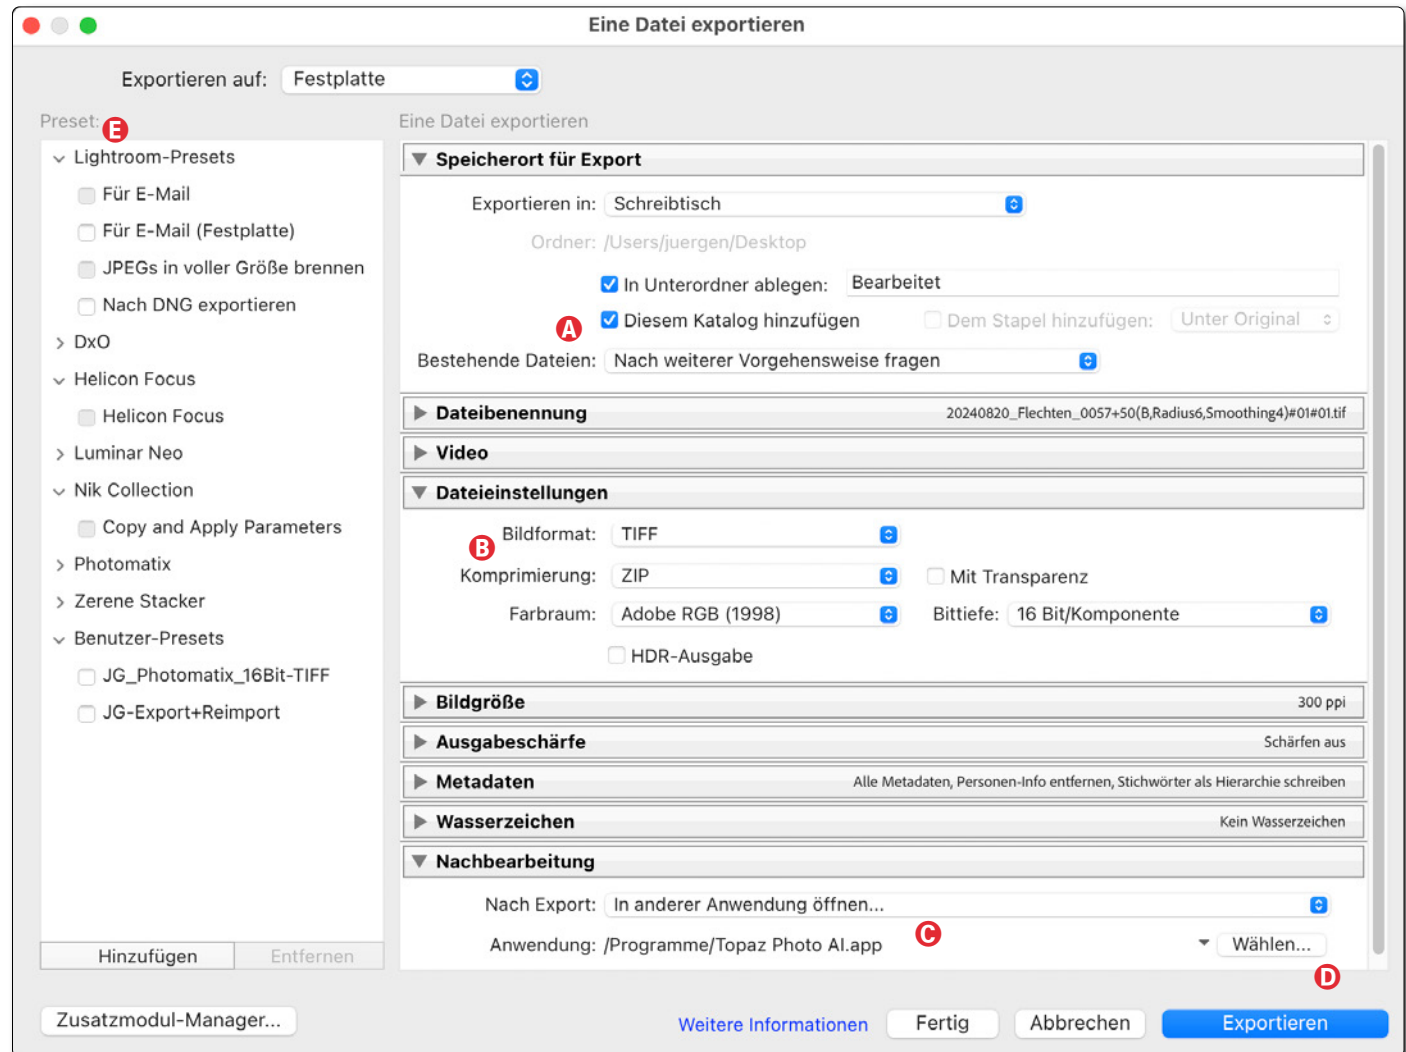 Eine Datei exportieren
Exportieren auf: Festplatte
Preset: E
Lightroom-Presets
Für E-Mail
Für E-Mail (Festplatte)
JPEGs in voller Größe brennen
Nach DNG exportieren
DxO
Helicon Focus
Helicon Focus
Luminar Neo
Nik Collection
Copy and Apply Parameters
Photomatix
Zerene Stacker
Benutzer-Presets
JG_Photomatix_16Bit-TIFF
JG-Export+Reimport
Hinzufügen Entfernen
Eine Datei exportieren
Speicherort für Export
Exportieren in: Schreibtisch
Ordner: /Users/juergen/Desktop
In Unterordner ablegen: Bearbeitet
A Diesem Katalog hinzufügen Dem Stapel hinzufügen: Unter Original
Bestehende Dateien: Nach weiterer Vorgehensweise fragen
Dateibenennung 20240820_Flechten_0057+50(B,Radius6,Smoothing4)#01#01.tif
Video
Dateieinstellungen
Bildformat: TIFF
B
Komprimierung: ZIP Mit Transparenz
Farbraum: Adobe RGB (1998) Bittiefe: 16 Bit/Komponente
HDR-Ausgabe
Bildgröße 300 ppi
Ausgabeschärfe Schärfen aus
Metadaten Alle Metadaten, Personen-Info entfernen, Stichwörter als Hierarchie schreiben
Wasserzeichen Kein Wasserzeichen
Nachbearbeitung
Nach Export: In anderer Anwendung öffnen...
Anwendung: /Programme/Topaz Photo AI.app C Wählen...
D
Zusatzmodul-Manager... Weitere Informationen Fertig Abbrechen Exportieren